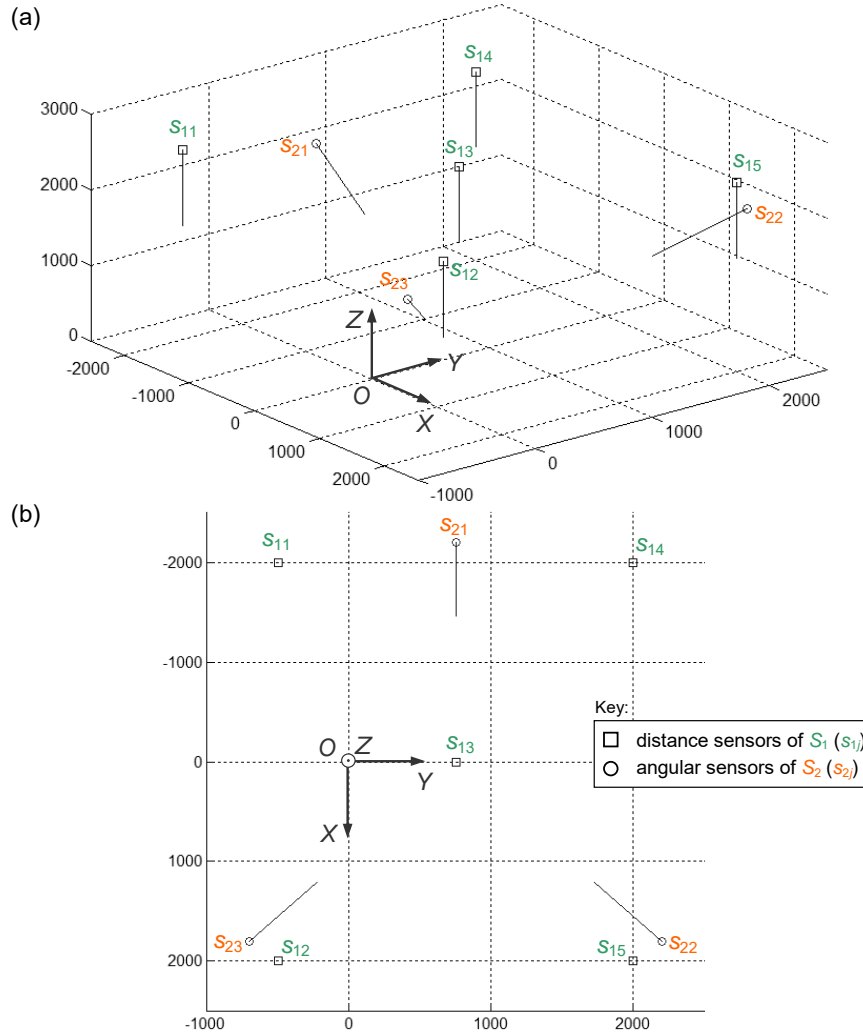 (a)
s14
3000
s11
s21
s13
s15
2000
s22
1000
s12
s23
Z
0
Y
-2000
O
X
2000
-1000
1000
0
0
1000
2000
-1000
(b)
s21
s11
s14
-2000
-1000
Key:
O Z
s13
distance sensors of S1 (s1j)
0
angular sensors of S2 (s2j)
Y
X
1000
s23
s12
s15
s22
2000
-1000
0
1000
2000